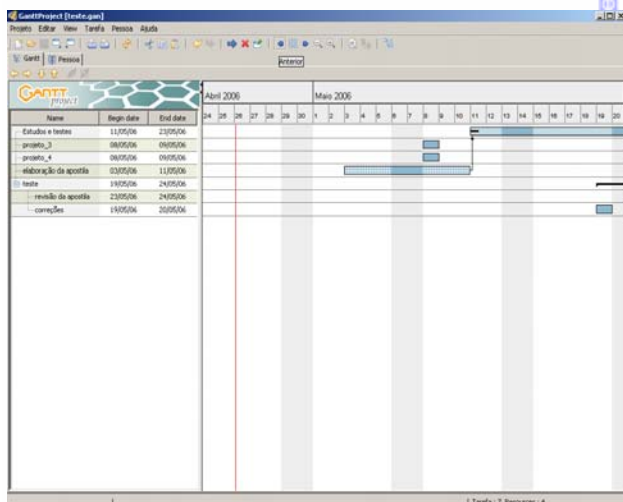 GanttProject [teste.gan]
Projeto Editar View Tarefa Pessoa Ajuda
Gantt Pessoa
Anterior
GANTT project
Abril 2006 Maio 2006
Name Begin date End date
24 25 26 27 28 29 30 1 2 3 4 5 6 7 8 9 10 11 12 13 14 15 16 17 18 19 20
Estudos e testes 11/05/06 23/05/06
projeto_3 08/05/06 09/05/06
projeto_4 08/05/06 09/05/06
elaboração da apostila 03/05/06 11/05/06
teste 19/05/06 24/05/06
revisão da apostila 23/05/06 24/05/06
correções 19/05/06 20/05/06